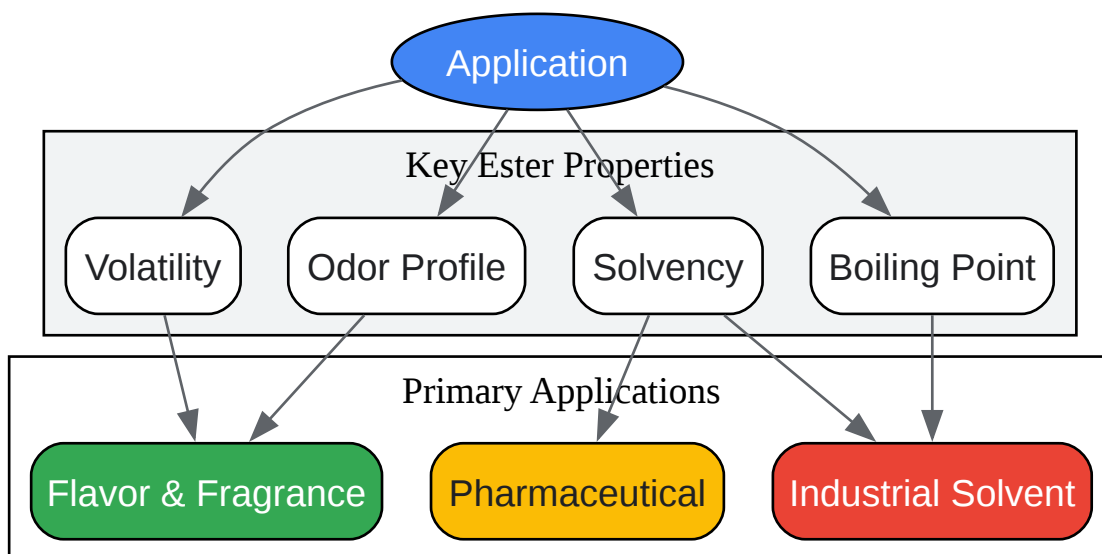 Application
Key Ester Properties
Volatility
Odor Profile
Solvency
Boiling Point
Primary Applications
Flavor & Fragrance
Pharmaceutical
Industrial Solvent